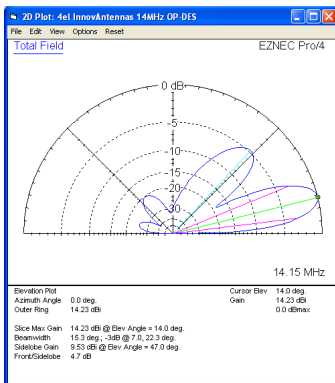 2D Plot: 4el InnovAntennas 14MHz OP-DES
File Edit View Options Reset
Total Field
EZNEC Pro/4
0 dB
-5
-10
-15
-20
-30
14.15 MHz
Elevation Plot
Azimuth Angle 0.0 deg.
Outer Ring 14.23 dBi
Cursor Elev 14.0 deg.
Gain 14.23 dBi
0.0 dBmax
Slice Max Gain 14.23 dBi @ Elev Angle = 14.0 deg.
Beamwidth 15.3 deg.; -3dB @ 7.0, 22.3 deg.
Sidelobe Gain 9.53 dBi @ Elev Angle = 47.0 deg.
Front/Sidelobe 4.7 dB